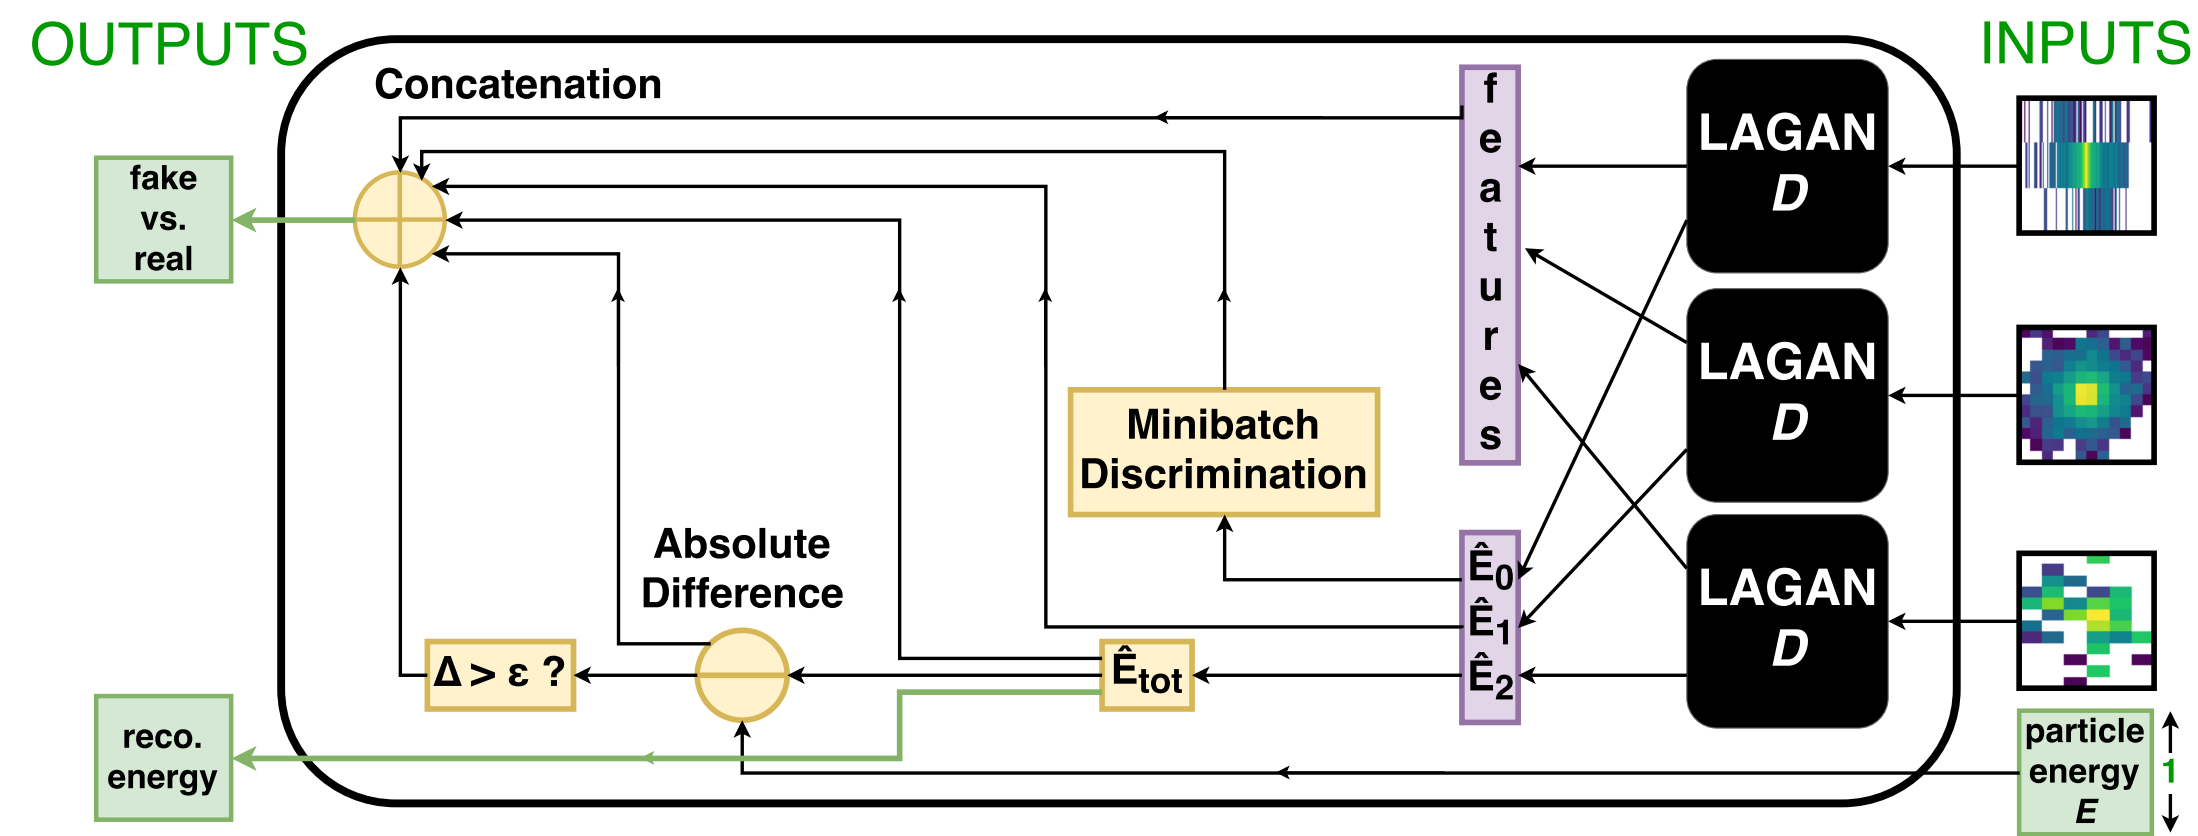 OUTPUTS
INPUTS
Concatenation
fake
vs.
real
features
LAGAN
D
LAGAN
D
LAGAN
D
Minibatch
Discrimination
Absolute
Difference
Ê0
Ê1
Ê2
Δ > ε ?
Êtot
reco.
energy
particle
energy
E
1